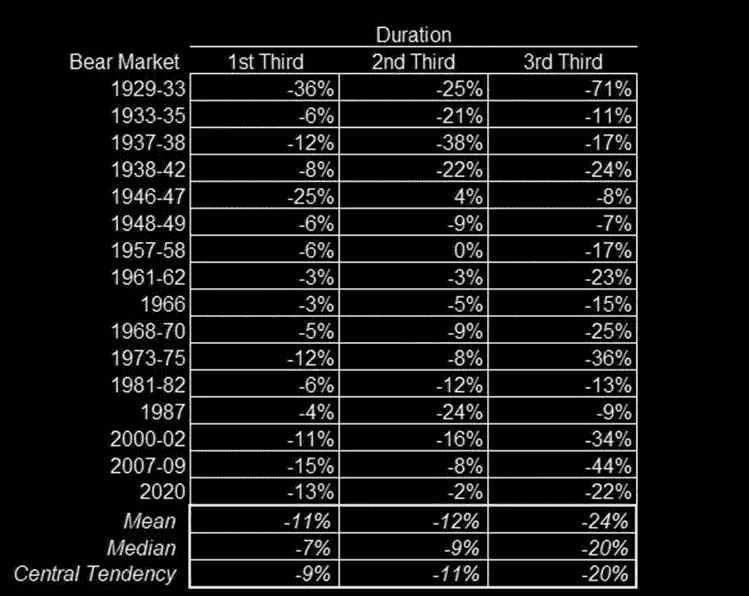 Duration
Bear Market 1st Third 2nd Third 3rd Third
1929-33 -36% -25% -71%
1933-35 -6% -21% -11%
1937-38 -12% -38% -17%
1938-42 -8% -22% -24%
1946-47 -25% 4% -8%
1948-49 -6% -9% -7%
1957-58 -6% 0% -17%
1961-62 -3% -3% -23%
1966 -3% -5% -15%
1968-70 -5% -9% -25%
1973-75 -12% -8% -36%
1981-82 -6% -12% -13%
1987 -4% -24% -9%
2000-02 -11% -16% -34%
2007-09 -15% -8% -44%
2020 -13% -2% -22%
Mean -11% -12% -24%
Median -7% -9% -20%
Central Tendency -9% -11% -20%